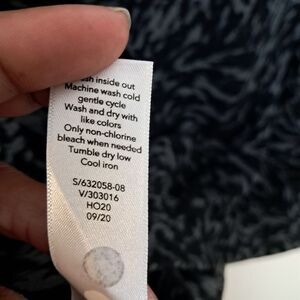 inside out
Machine wash cold
gentle cycle
Wash and dry with
like colors
Only non-chlorine
bleach when needed
Tumble dry low
Cool iron
S/632058-08
V/303016
HO20
09/20